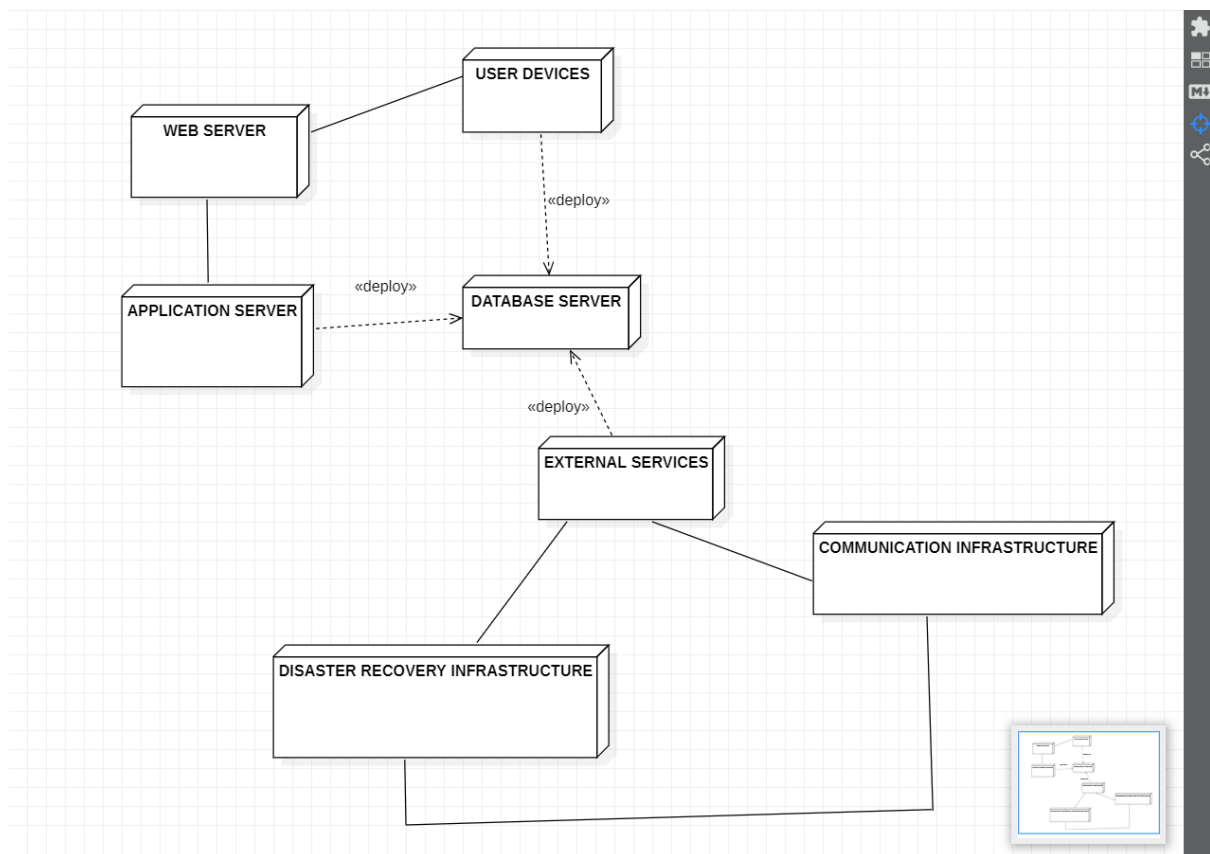 USER DEVICES
WEB SERVER
«deploy»
«deploy»
DATABASE SERVER
APPLICATION SERVER
«deploy»
EXTERNAL SERVICES
COMMUNICATION INFRASTRUCTURE
DISASTER RECOVERY INFRASTRUCTURE
M